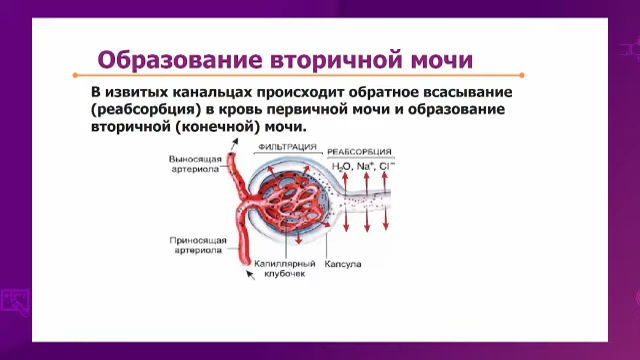 Образование вторичной мочи
В извитых канальцах происходит обратное всасывание
(реабсорбция) в кровь первичной мочи и образование
вторичной (конечной) мочи.
ФИЛЬТРАЦИЯ
РЕАБСОРБЦИЯ
Выносящая
артериола
H₂O, Na⁺, Cl⁻
Приносящая
артериола
Капиллярный
клубочек
Капсула